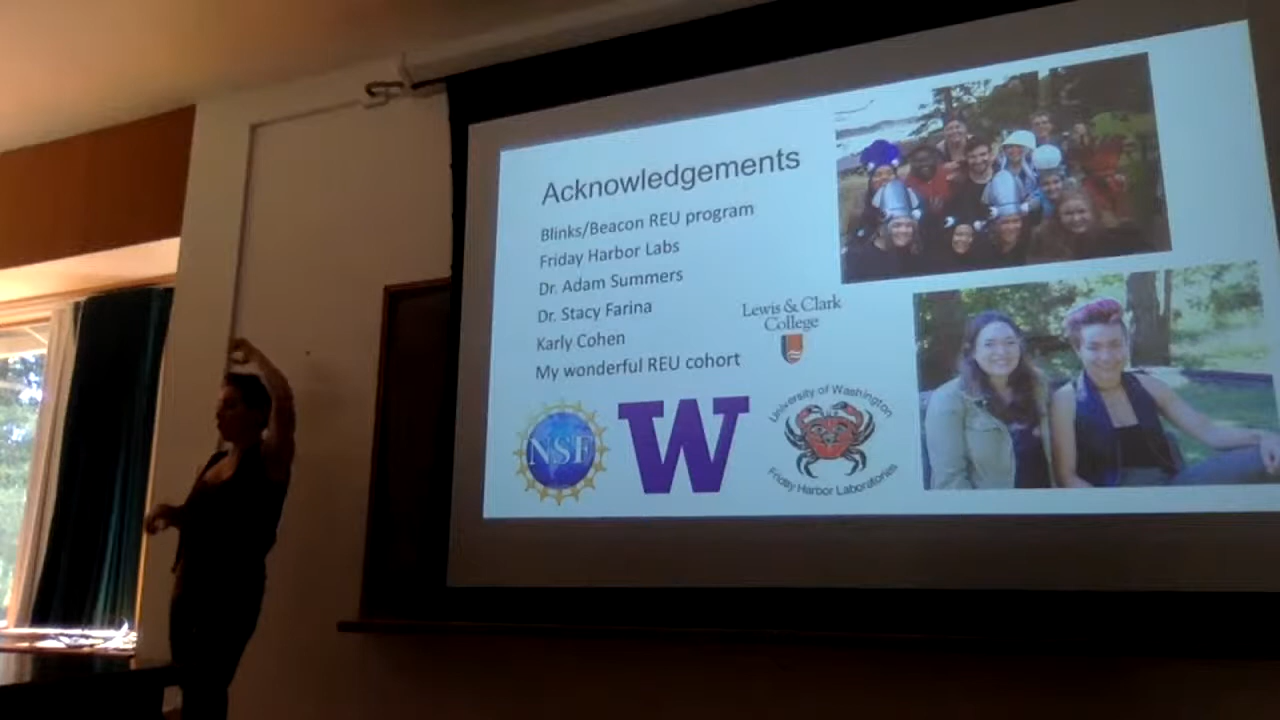 Acknowledgements
Blinks/Beacon REU program
Friday Harbor Labs
Dr. Adam Summers
Dr. Stacy Farina
Karly Cohen
My wonderful REU cohort
Lewis & Clark
College
NSF
W
University of Washington
Friday Harbor Laboratories